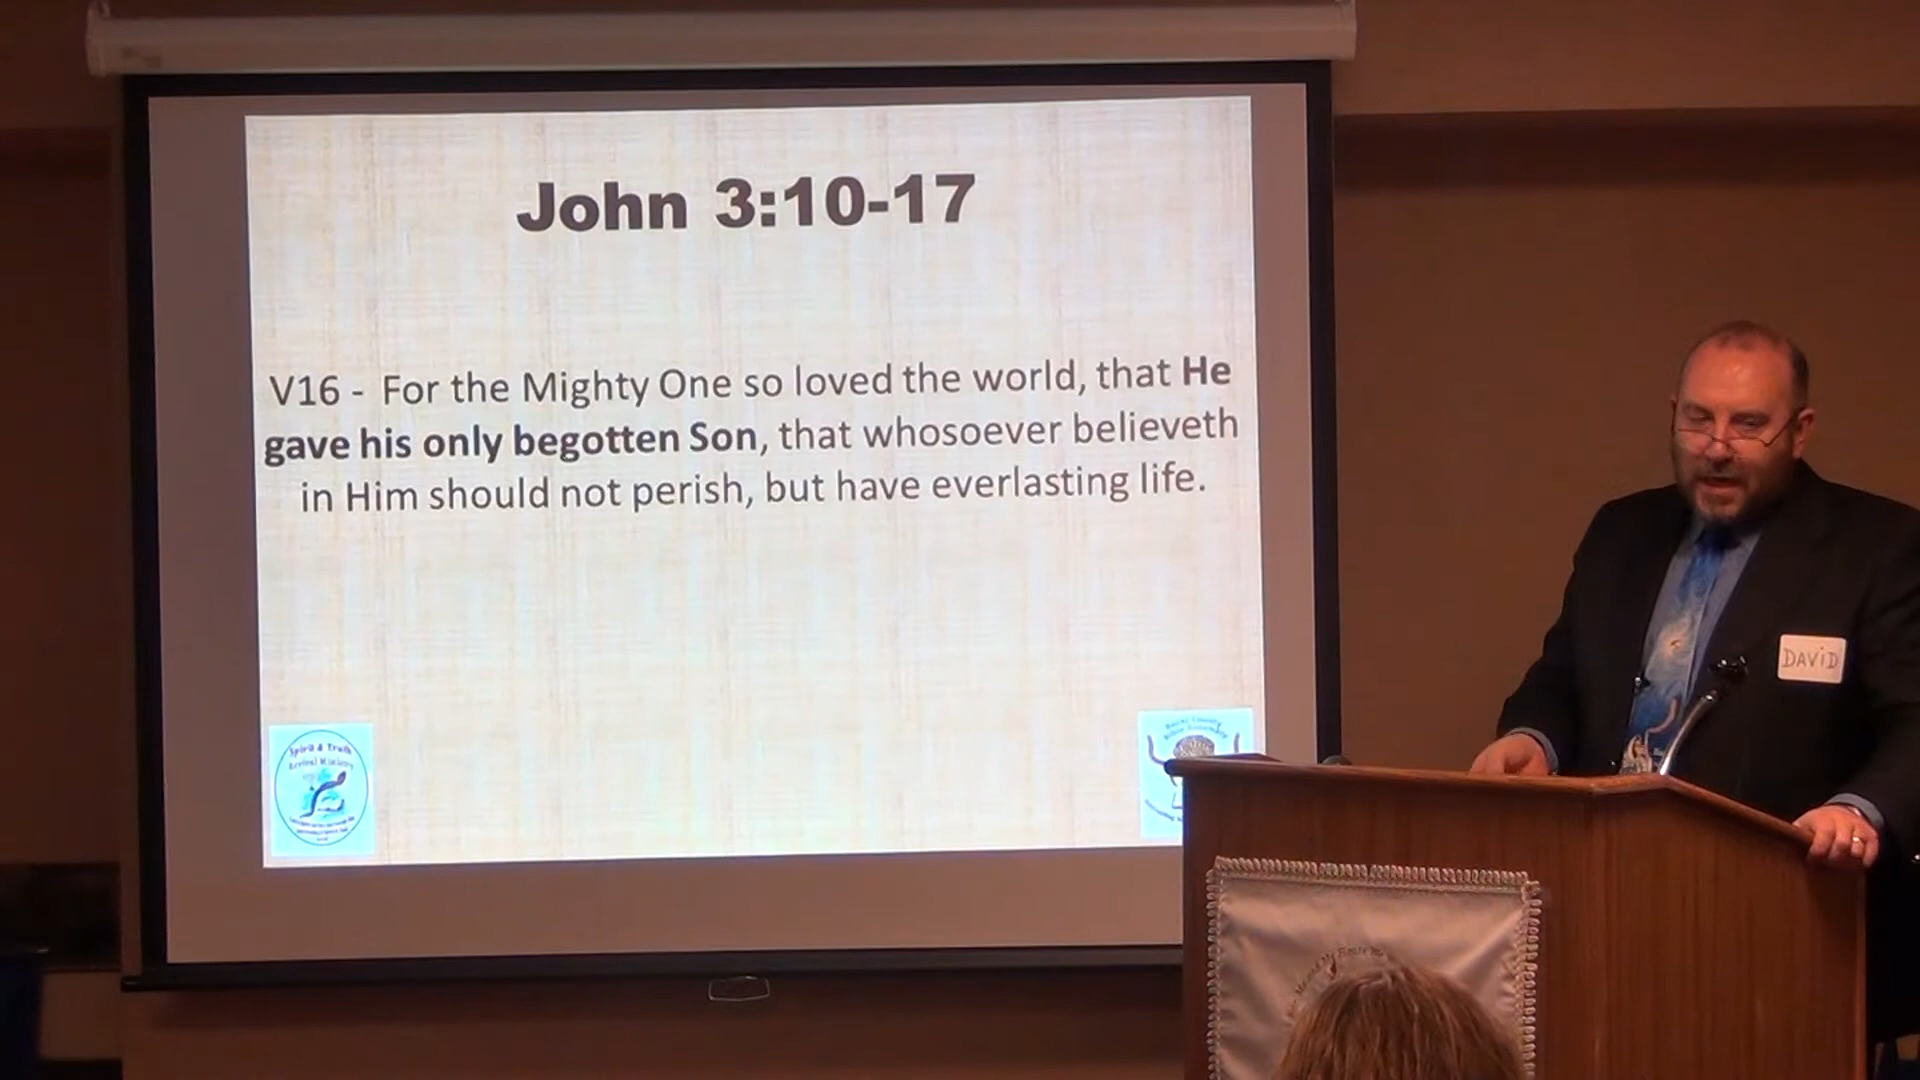 John 3:10-17
V16 - For the Mighty One so loved the world, that He
gave his only begotten Son, that whosoever believeth
in Him should not perish, but have everlasting life.
Spirit & Truth
DAViD